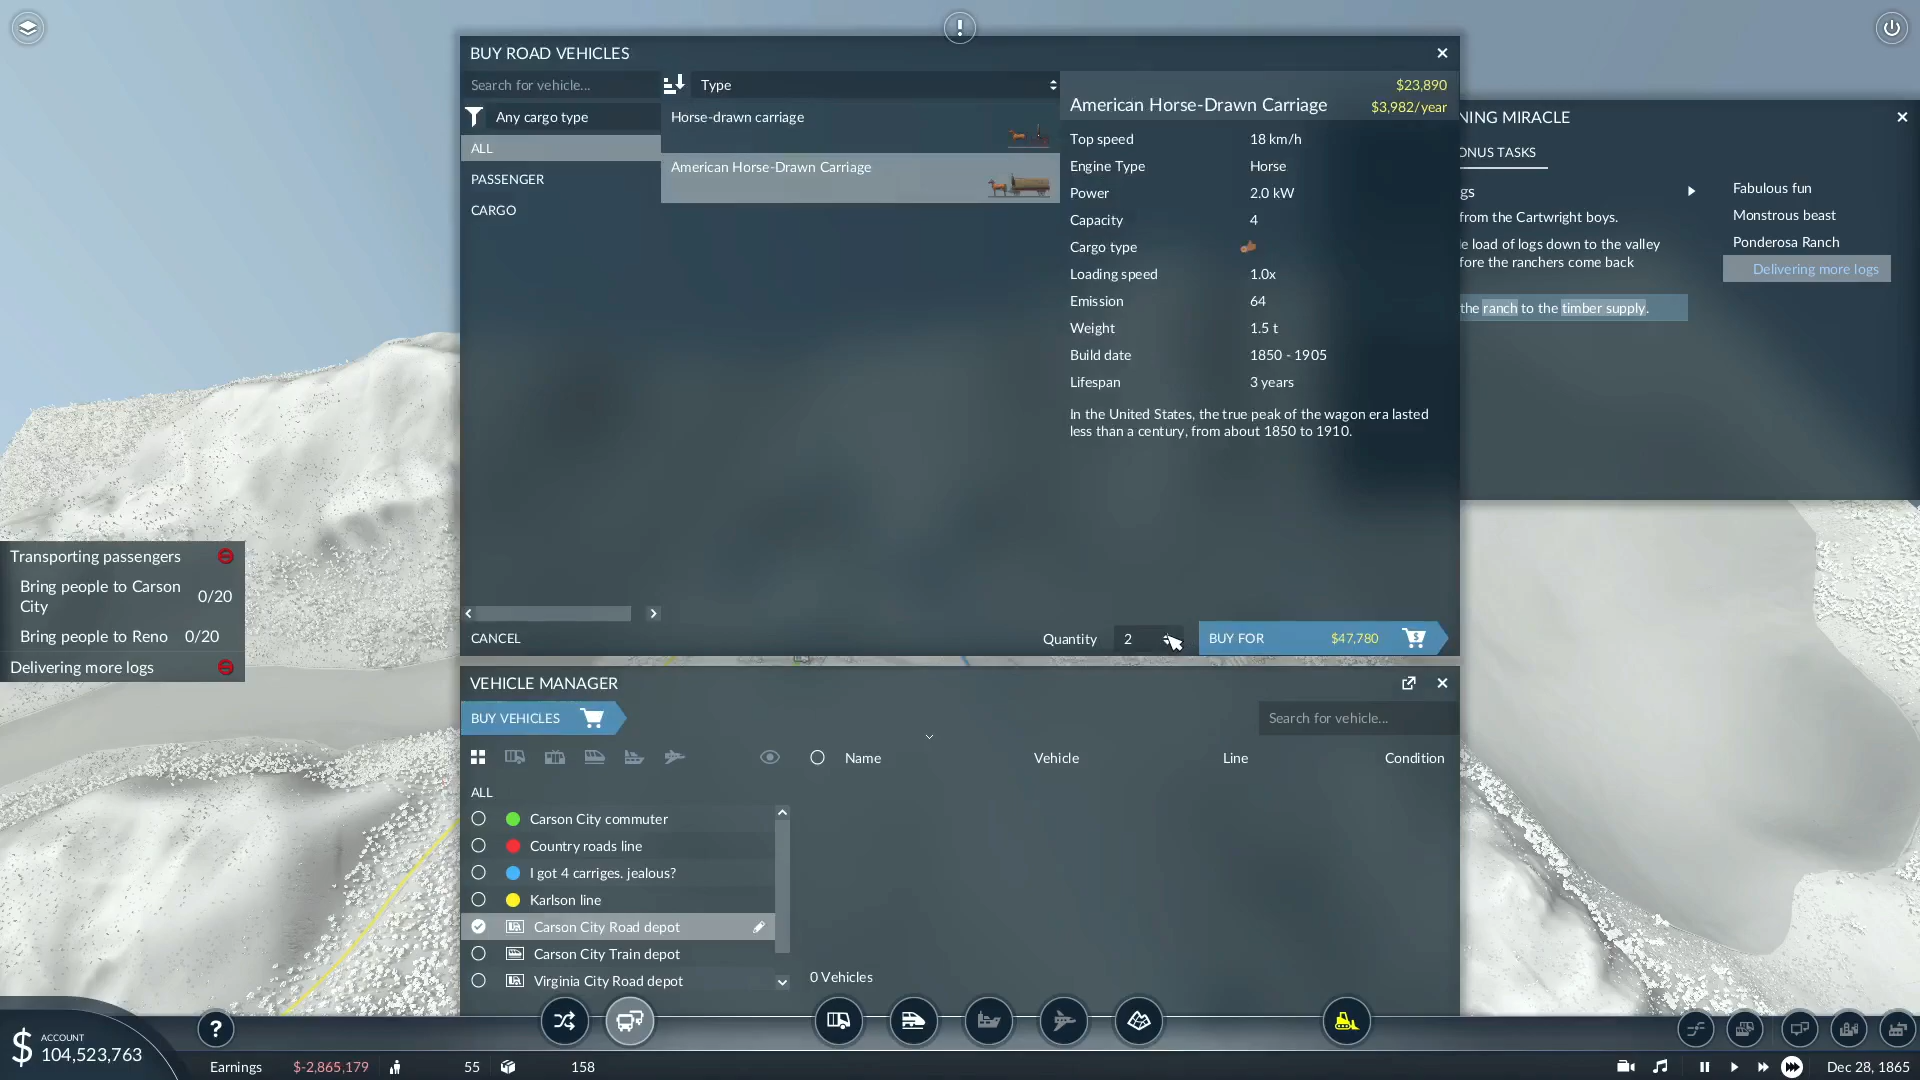 BUY ROAD VEHICLES
Search for vehicle...
Type
Any cargo type
ALL
PASSENGER
CARGO
Horse-drawn carriage
American Horse-Drawn Carriage
$23,890
American Horse-Drawn Carriage
$3,982/year
Top speed 18 km/h
Engine Type Horse
Power 2.0 kW
Capacity 4
Cargo type
Loading speed 1.0x
Emission 64
Weight 1.5 t
Build date 1850 - 1905
Lifespan 3 years
In the United States, the true peak of the wagon era lasted
less than a century, from about 1850 to 1910.
CANCEL
Quantity 2
BUY FOR $47,780
NING MIRACLE
ONUS TASKS
gs
from the Cartwright boys.
e load of logs down to the valley
fore the ranchers come back
the ranch to the timber supply.
Fabulous fun
Monstrous beast
Ponderosa Ranch
Delivering more logs
Transporting passengers
Bring people to Carson
City 0/20
Bring people to Reno 0/20
Delivering more logs
VEHICLE MANAGER
BUY VEHICLES
Search for vehicle...
Name Vehicle Line Condition
ALL
Carson City commuter
Country roads line
I got 4 carriges. jealous?
Karlson line
Carson City Road depot
Carson City Train depot
Virginia City Road depot
0 Vehicles
?
$ ACCOUNT
104,523,763
Earnings $-2,865,179 55 158
Dec 28, 1865